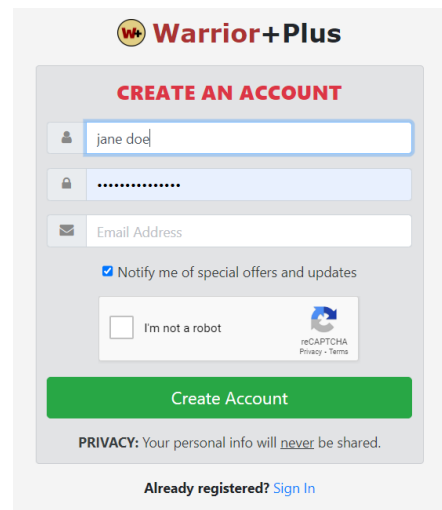 W+ Warrior+Plus
CREATE AN ACCOUNT
jane doe
•••••••••••••••
Email Address
Notify me of special offers and updates
I'm not a robot
reCAPTCHA
Privacy - Terms
Create Account
PRIVACY: Your personal info will never be shared.
Already registered? Sign In